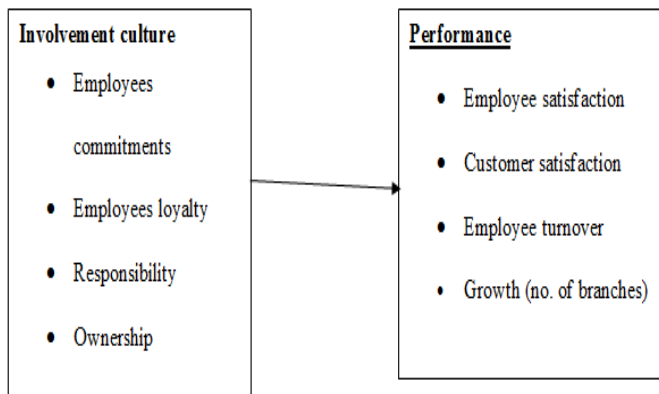 Involvement culture
• Employees
commitments
• Employees loyalty
• Responsibility
• Ownership
Performance
• Employee satisfaction
• Customer satisfaction
• Employee turnover
• Growth (no. of branches)